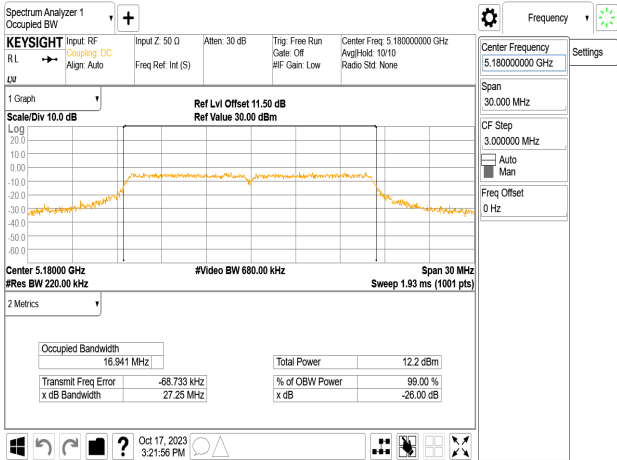 Spectrum Analyzer 1
Occupied BW
KEYSIGHT
RL
LXI
Input: RF
Coupling: DC
Align: Auto
Input Z: 50 Ω
Freq Ref: Int (S)
Atten: 30 dB
Trig: Free Run
Gate: Off
#IF Gain: Low
Center Freq: 5.180000000 GHz
Avg|Hold: 10/10
Radio Std: None
1 Graph
Scale/Div 10.0 dB
Ref Lvl Offset 11.50 dB
Ref Value 30.00 dBm
Log
20.0
10.0
0.00
-10.0
-20.0
-30.0
-40.0
-50.0
-60.0
Center 5.18000 GHz
#Res BW 220.00 kHz
#Video BW 680.00 kHz
Span 30 MHz
Sweep 1.93 ms (1001 pts)
2 Metrics
Occupied Bandwidth
16.941 MHz
Total Power 12.2 dBm
Transmit Freq Error -68.733 kHz
x dB Bandwidth 27.25 MHz
% of OBW Power 99.00 %
x dB -26.00 dB
?
Oct 17, 2023
3:21:56 PM
Frequency
Center Frequency
5.180000000 GHz
Span
30.000 MHz
CF Step
3.000000 MHz
Auto
Man
Freq Offset
0 Hz
Settings